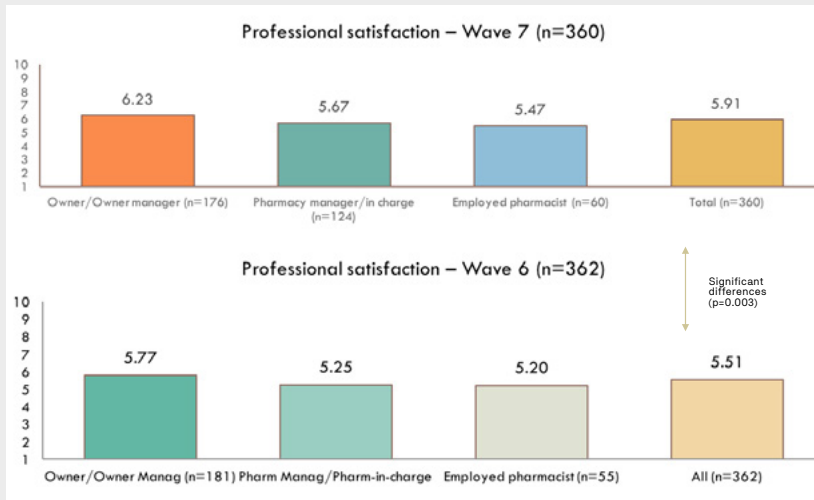 Professional satisfaction – Wave 7 (n=360)
10
9
8
7
6
5
4
3
2
1
6.23
5.67
5.47
5.91
Owner/Owner manager (n=176)
Pharmacy manager/in charge
(n=124)
Employed pharmacist (n=60)
Total (n=360)
Professional satisfaction – Wave 6 (n=362)
Significant
differences
(p=0.003)
10
9
8
7
6
5
4
3
2
1
5.77
5.25
5.20
5.51
Owner/Owner Manag (n=181)
Pharm Manag/Pharm-in-charge
Employed pharmacist (n=55)
All (n=362)